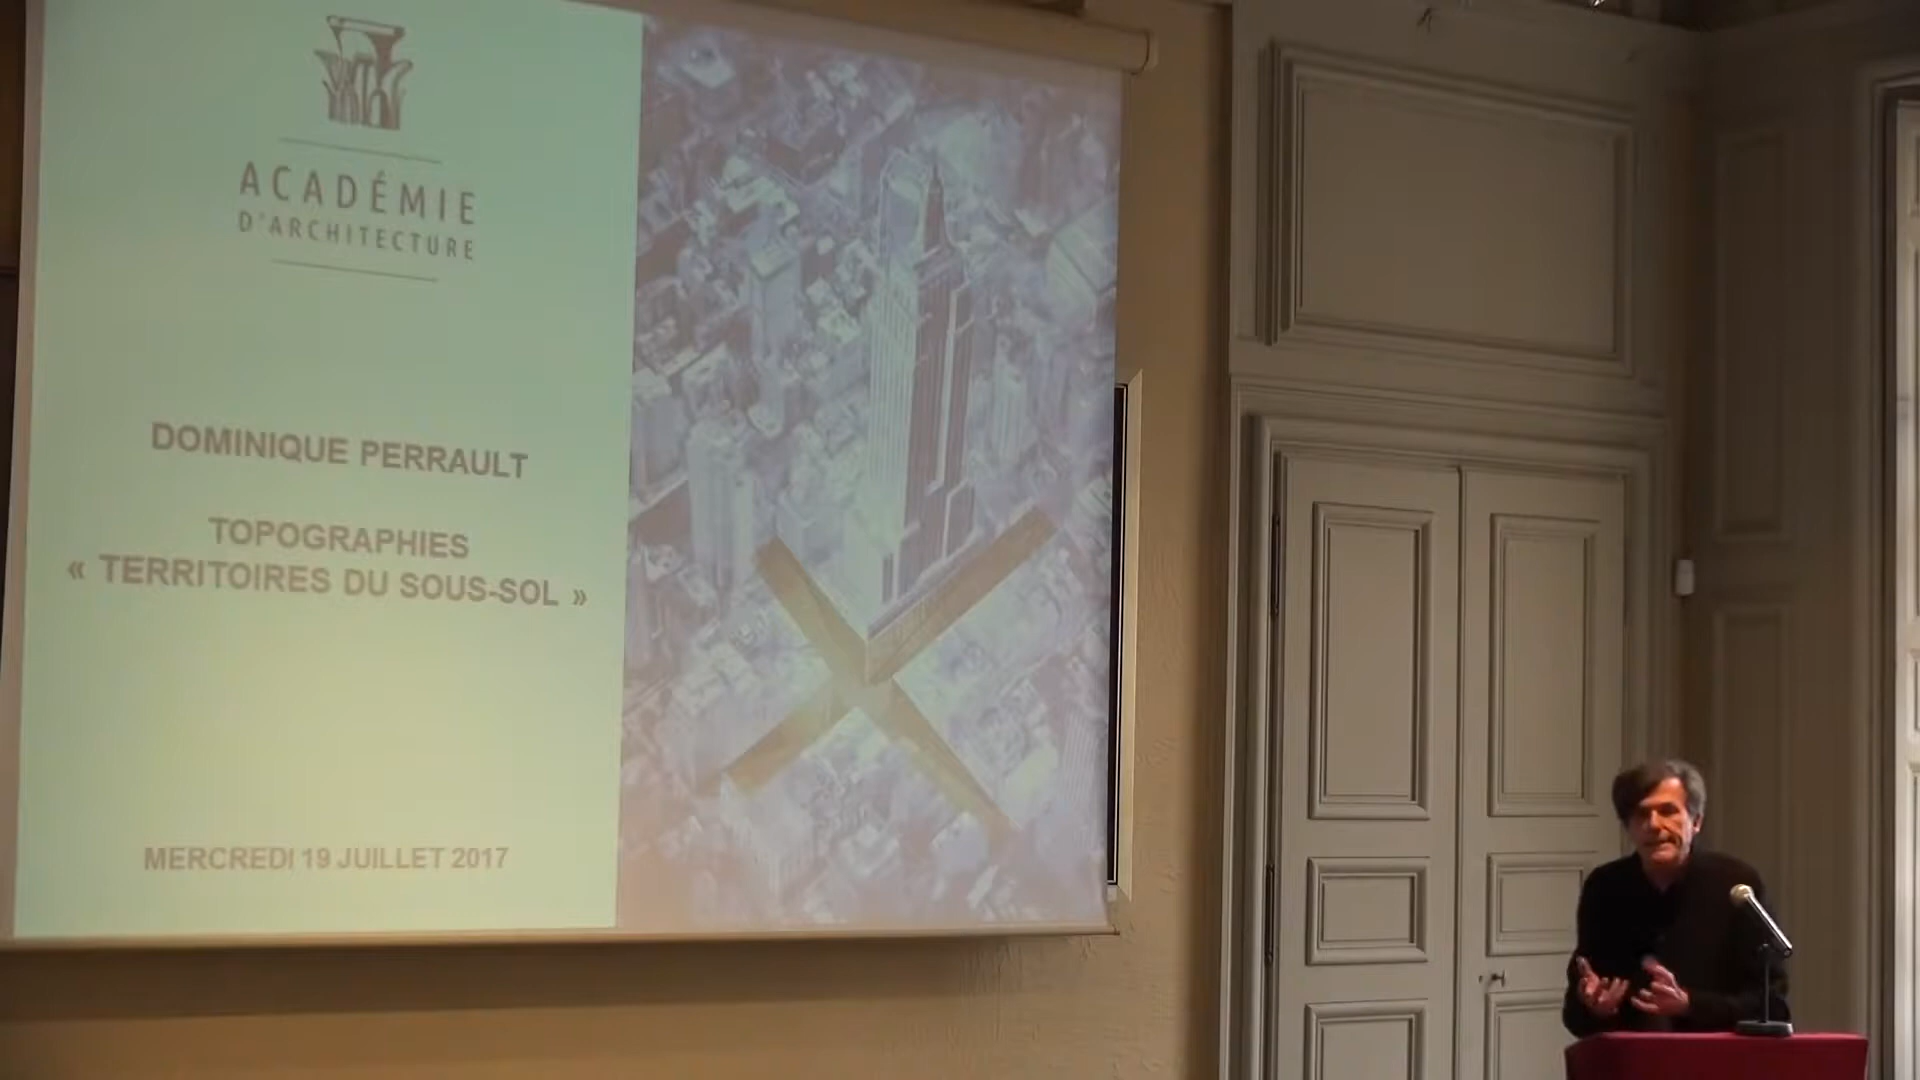 ACADÉMIE
D'ARCHITECTURE
DOMINIQUE PERRAULT
TOPOGRAPHIES
« TERRITOIRES DU SOUS-SOL »
MERCREDI 19 JUILLET 2017